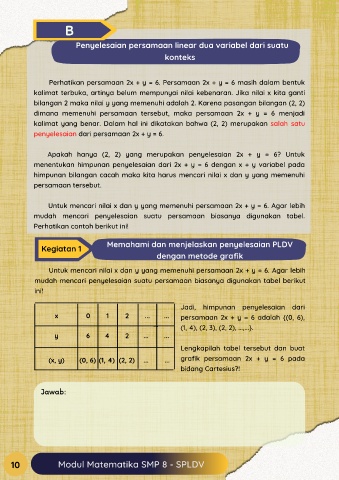 B
Penyelesaian persamaan linear dua variabel dari suatu
konteks
Perhatikan persamaan 2x + y = 6. Persamaan 2x + y = 6 masih dalam bentuk
kalimat terbuka, artinya belum mempunyai nilai kebenaran. Jika nilai x kita ganti
bilangan 2 maka nilai y yang memenuhi adalah 2. Karena pasangan bilangan (2, 2)
dimana memenuhi persamaan tersebut, maka persamaan 2x + y = 6 menjadi
kalimat yang benar. Dalam hal ini dikatakan bahwa (2, 2) merupakan salah satu
penyelesaian dari persamaan 2x + y = 6.
Apakah hanya (2, 2) yang merupakan penyelesaian 2x + y = 6? Untuk
menentukan himpunan penyelesaian dari 2x + y = 6 dengan x + y variabel pada
himpunan bilangan cacah maka kita harus mencari nilai x dan y yang memenuhi
persamaan tersebut.
Untuk mencari nilai x dan y yang memenuhi persamaan 2x + y = 6. Agar lebih
mudah mencari penyelesaian suatu persamaan biasanya digunakan tabel.
Perhatikan contoh berikut ini!
Kegiatan 1
Memahami dan menjelaskan penyelesaian PLDV
dengan metode grafik
Untuk mencari nilai x dan y yang memenuhi persamaan 2x + y = 6. Agar lebih
mudah mencari penyelesaian suatu persamaan biasanya digunakan tabel berikut
ini!
x 0 1 2 ... ...
y 6 4 2 ... ...
(x, y) (0, 6) (1, 4) (2, 2) ... ...
Jadi, himpunan penyelesaian dari
persamaan 2x + y = 6 adalah {(0, 6),
(1, 4), (2, 3), (2, 2), ...,...}.
Lengkapilah tabel tersebut dan buat
grafik persamaan 2x + y = 6 pada
bidang Cartesius?!
Jawab:
10 Modul Matematika SMP 8 - SPLDV